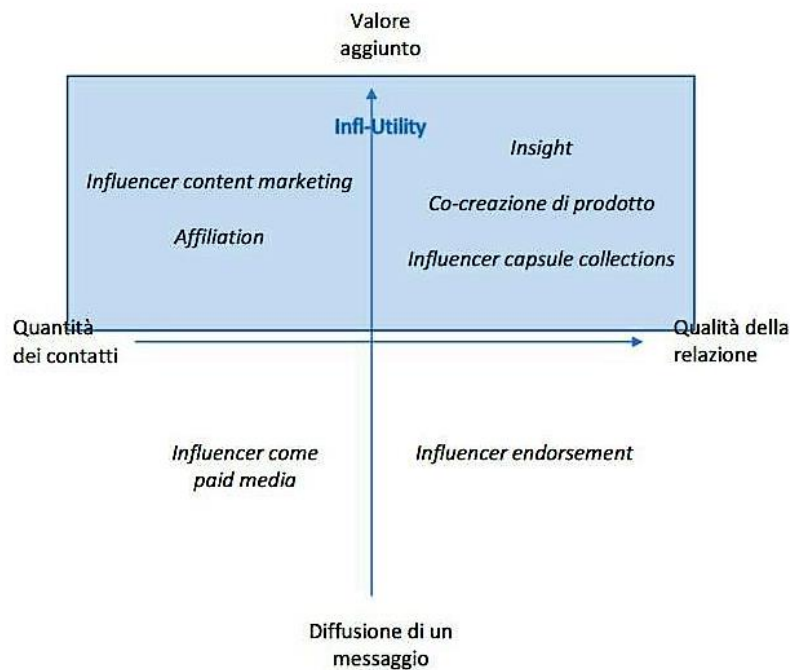 Valore
aggiunto
Infl-Utility
Insight
Influencer content marketing
Co-creazione di prodotto
Affiliation
Influencer capsule collections
Quantità
dei contatti
Qualità della
relazione
Influencer come
paid media
Influencer endorsement
Diffusione di un
messaggio